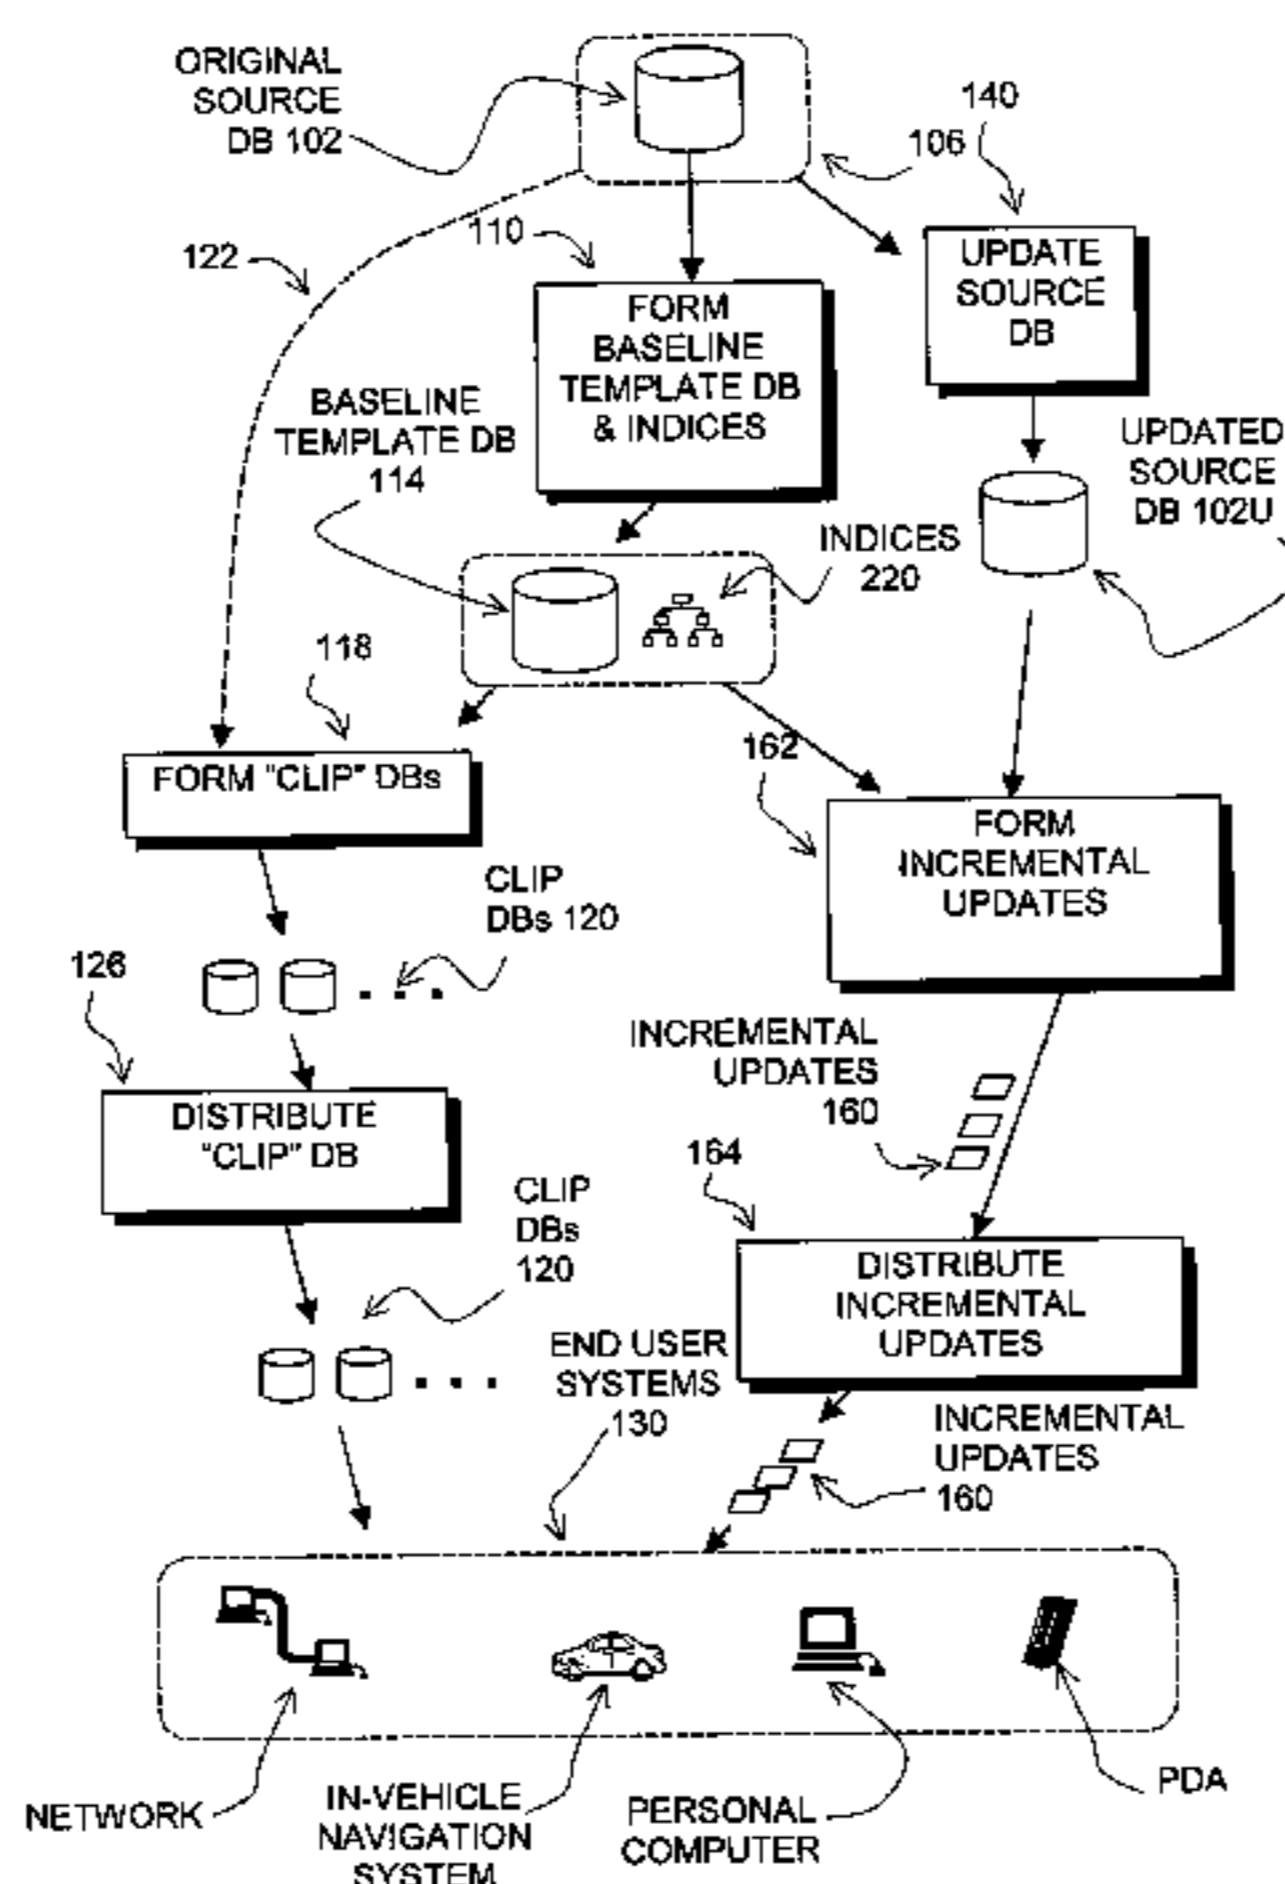 ORIGINAL
SOURCE
DB 102
106
140
110
122
UPDATE
SOURCE
DB
FORM
BASELINE
TEMPLATE DB
& INDICES
BASELINE
TEMPLATE DB
114
UPDATED
SOURCE
DB 102U
INDICES
220
118
162
FORM "CLIP" DBs
FORM
INCREMENTAL
UPDATES
CLIP
DBs 120
126
INCREMENTAL
UPDATES
160
DISTRIBUTE
"CLIP" DB
164
CLIP
DBs
120
DISTRIBUTE
INCREMENTAL
UPDATES
END USER
SYSTEMS
130
INCREMENTAL
UPDATES
160
NETWORK
IN-VEHICLE
NAVIGATION
SYSTEM
PERSONAL
COMPUTER
PDA